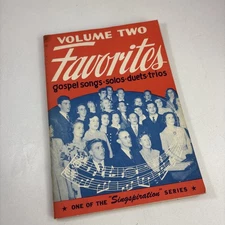 VOLUME TWO
Favorites
gospel songs-solos-duets-trios
★ ONE OF THE "Singspiration" SERIES ★